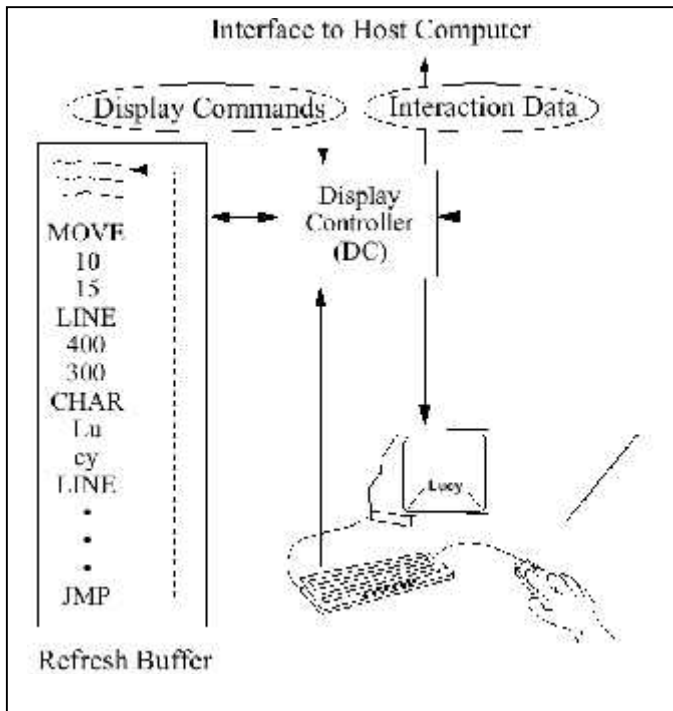 Interface to Host Computer
Display Commands
Interaction Data
MOVE
10
15
LINE
400
300
CHAR
Lu
cy
LINE
JMP
Display
Controller
(DC)
Lucy
Refresh Buffer